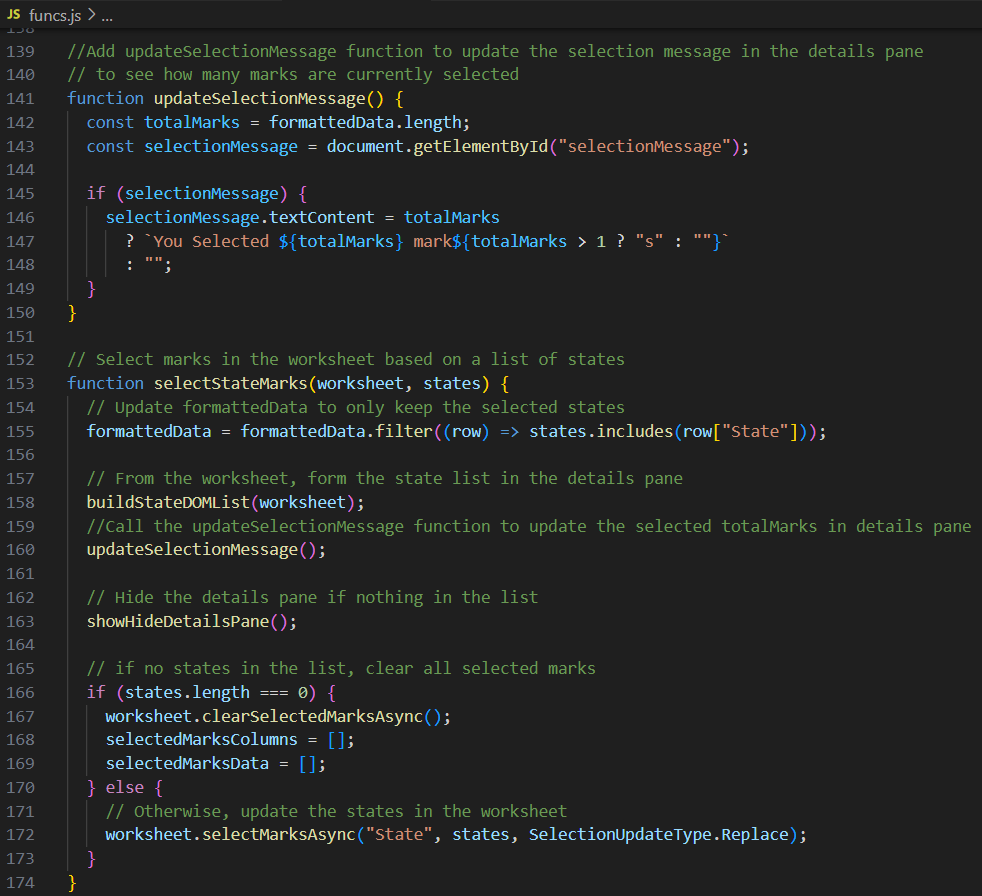 JS funcs.js > ...
138
139 //Add updateSelectionMessage function to update the selection message in the details pane
140 // to see how many marks are currently selected
141 function updateSelectionMessage() {
142   const totalMarks = formattedData.length;
143   const selectionMessage = document.getElementById("selectionMessage");
144
145   if (selectionMessage) {
146     selectionMessage.textContent = totalMarks
147       ? `You Selected ${totalMarks} mark${totalMarks > 1 ? "s" : ""}`
148       : "";
149   }
150 }
151
152 // Select marks in the worksheet based on a list of states
153 function selectStateMarks(worksheet, states) {
154   // Update formattedData to only keep the selected states
155   formattedData = formattedData.filter((row) => states.includes(row["State"]));
156
157   // From the worksheet, form the state list in the details pane
158   buildStateDOMList(worksheet);
159   //Call the updateSelectionMessage function to update the selected totalMarks in details pane
160   updateSelectionMessage();
161
162   // Hide the details pane if nothing in the list
163   showHideDetailsPane();
164
165   // if no states in the list, clear all selected marks
166   if (states.length === 0) {
167     worksheet.clearSelectedMarksAsync();
168     selectedMarksColumns = [];
169     selectedMarksData = [];
170   } else {
171     // Otherwise, update the states in the worksheet
172     worksheet.selectMarksAsync("State", states, SelectionUpdateType.Replace);
173   }
174 }